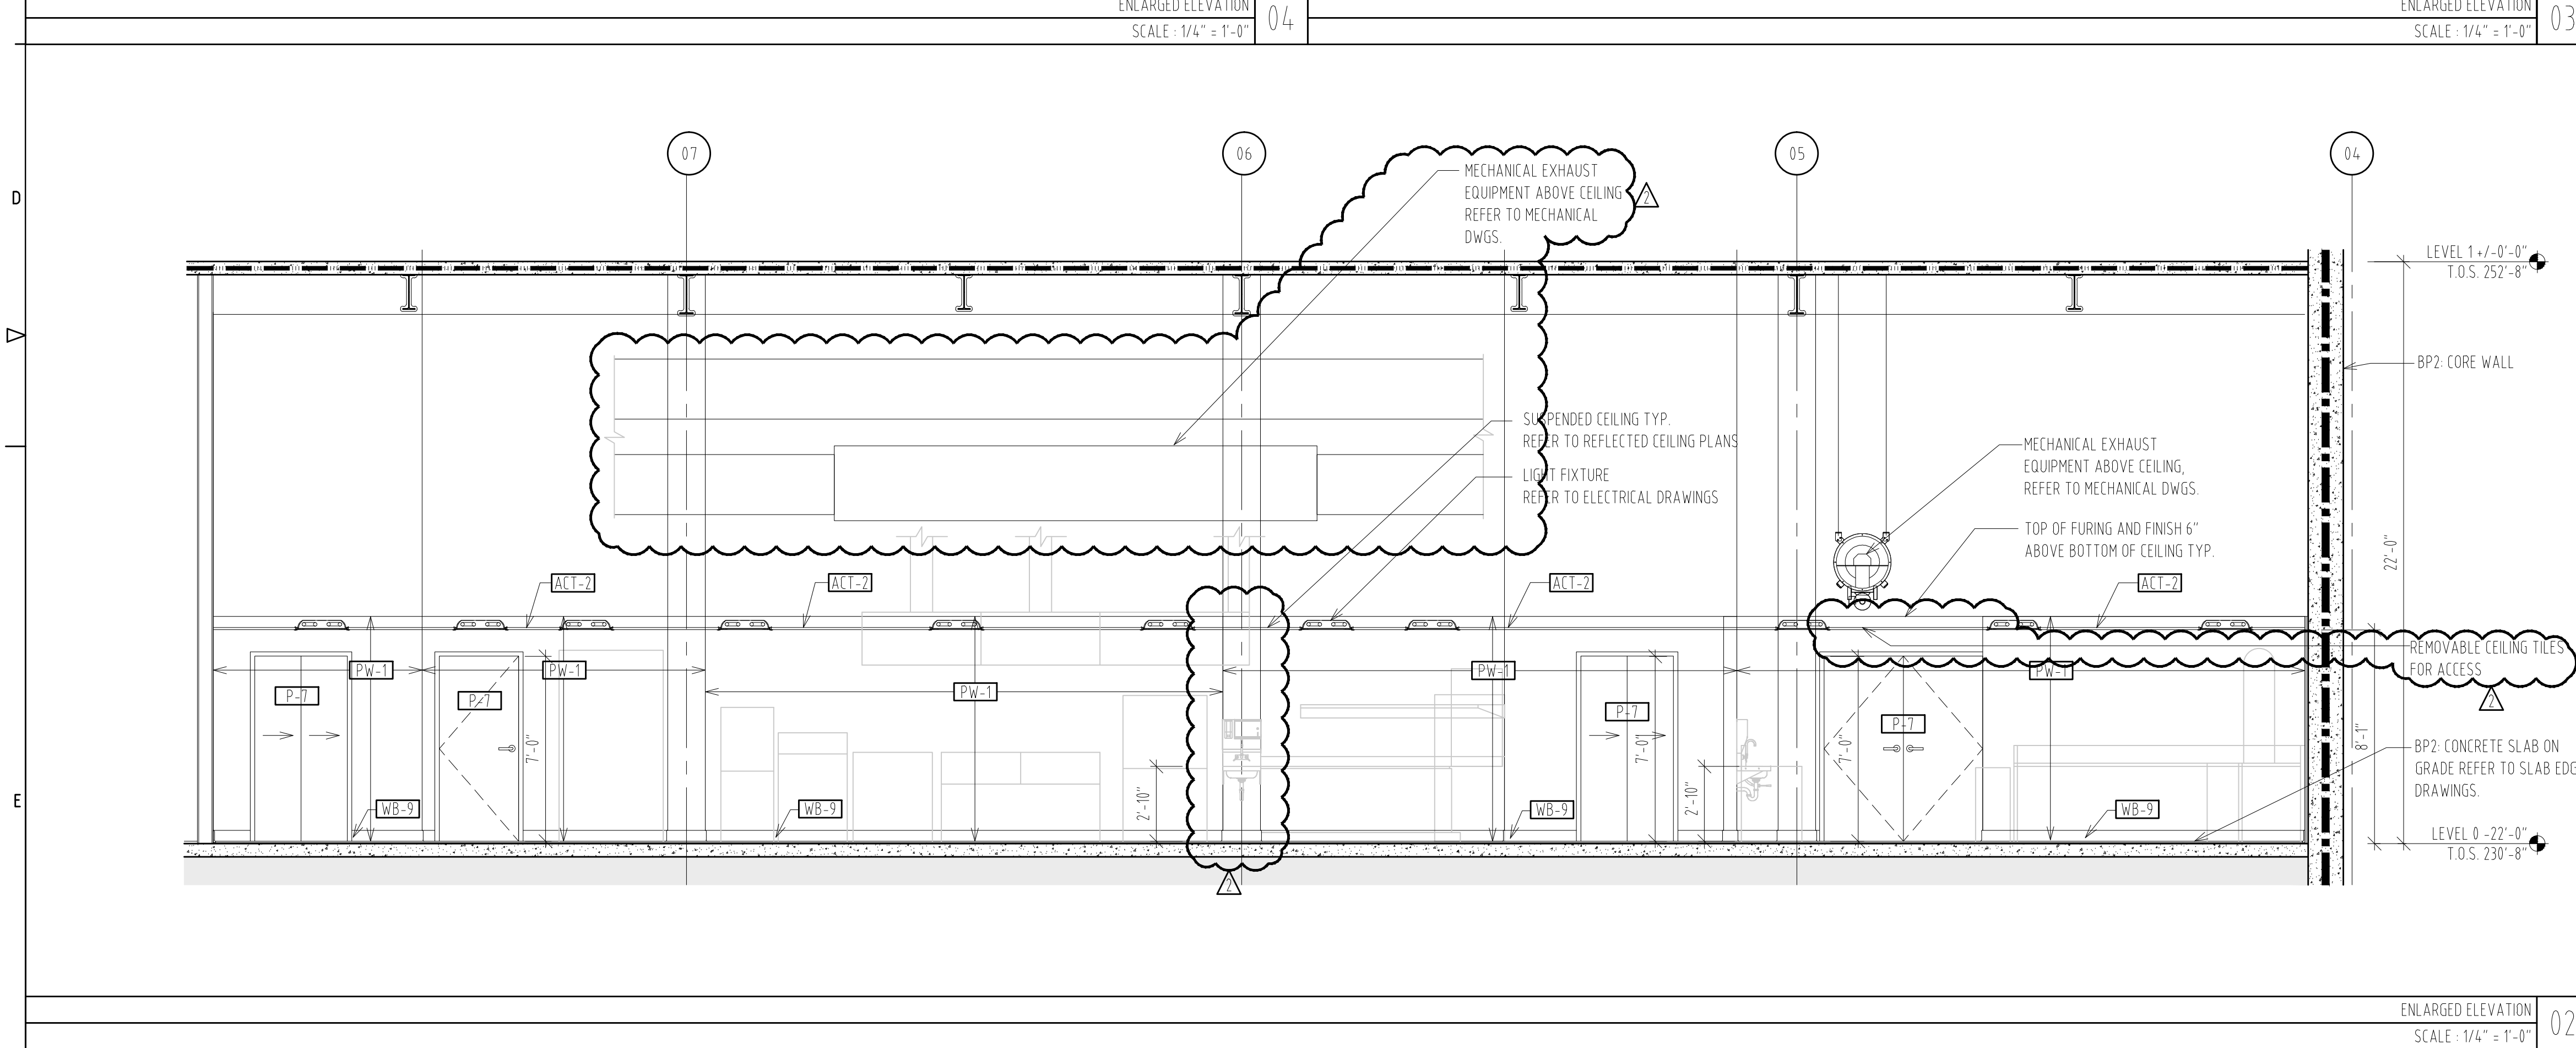 ENLARGED ELEVATION
SCALE : 1/4" = 1'-0"
04
ENLARGED ELEVATION
SCALE : 1/4" = 1'-0"
03
D
E
07
06
05
04
MECHANICAL EXHAUST
EQUIPMENT ABOVE CEILING
REFER TO MECHANICAL
DWGS.
2
LEVEL 1 +/-0'-0"
T.O.S. 252'-8"
BP2: CORE WALL
SUSPENDED CEILING TYP.
REFER TO REFLECTED CEILING PLANS
LIGHT FIXTURE
REFER TO ELECTRICAL DRAWINGS
MECHANICAL EXHAUST
EQUIPMENT ABOVE CEILING,
REFER TO MECHANICAL DWGS.
TOP OF FURING AND FINISH 6"
ABOVE BOTTOM OF CEILING TYP.
22'-0"
ACT-2
ACT-2
ACT-2
ACT-2
REMOVABLE CEILING TILES
FOR ACCESS
2
PW-1
PW-1
PW-1
PW-1
PW-1
P-7
P-7
P-7
P-7
7'-0"
7'-0"
7'-0"
8'-1"
2'-10"
2'-10"
BP2: CONCRETE SLAB ON
GRADE REFER TO SLAB EDG
DRAWINGS.
WB-9
WB-9
WB-9
WB-9
LEVEL 0 -22'-0"
T.O.S. 230'-8"
2
ENLARGED ELEVATION
SCALE : 1/4" = 1'-0"
02